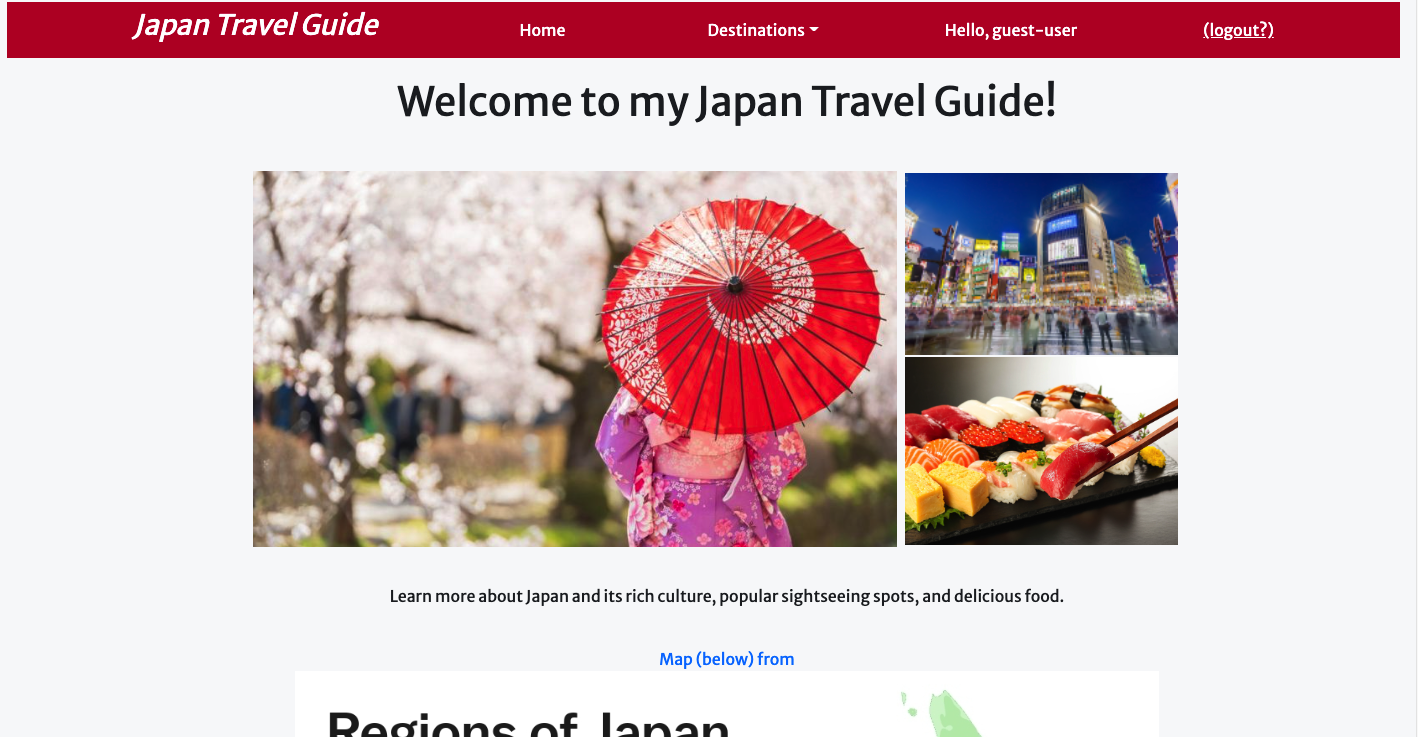 Japan Travel Guide
Home
Destinations
Hello, guest-user
(logout?)
Welcome to my Japan Travel Guide!
Learn more about Japan and its rich culture, popular sightseeing spots, and delicious food.
Map (below) from
Regions of Japan